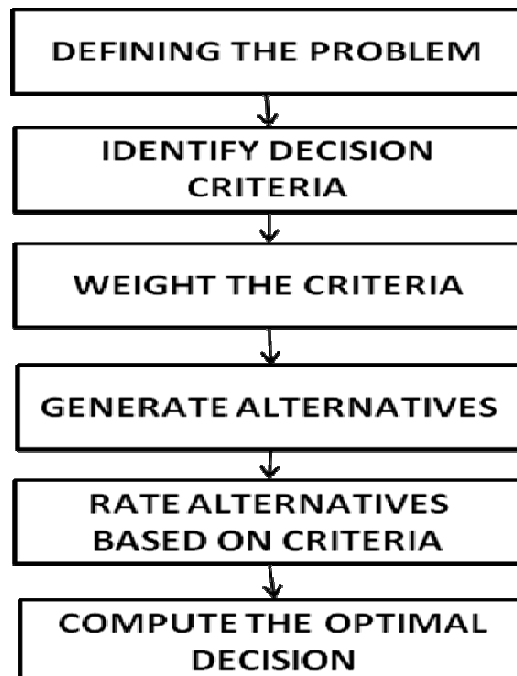 DEFINING THE PROBLEM
IDENTIFY DECISION
CRITERIA
WEIGHT THE CRITERIA
GENERATE ALTERNATIVES
RATE ALTERNATIVES
BASED ON CRITERIA
COMPUTE THE OPTIMAL
DECISION